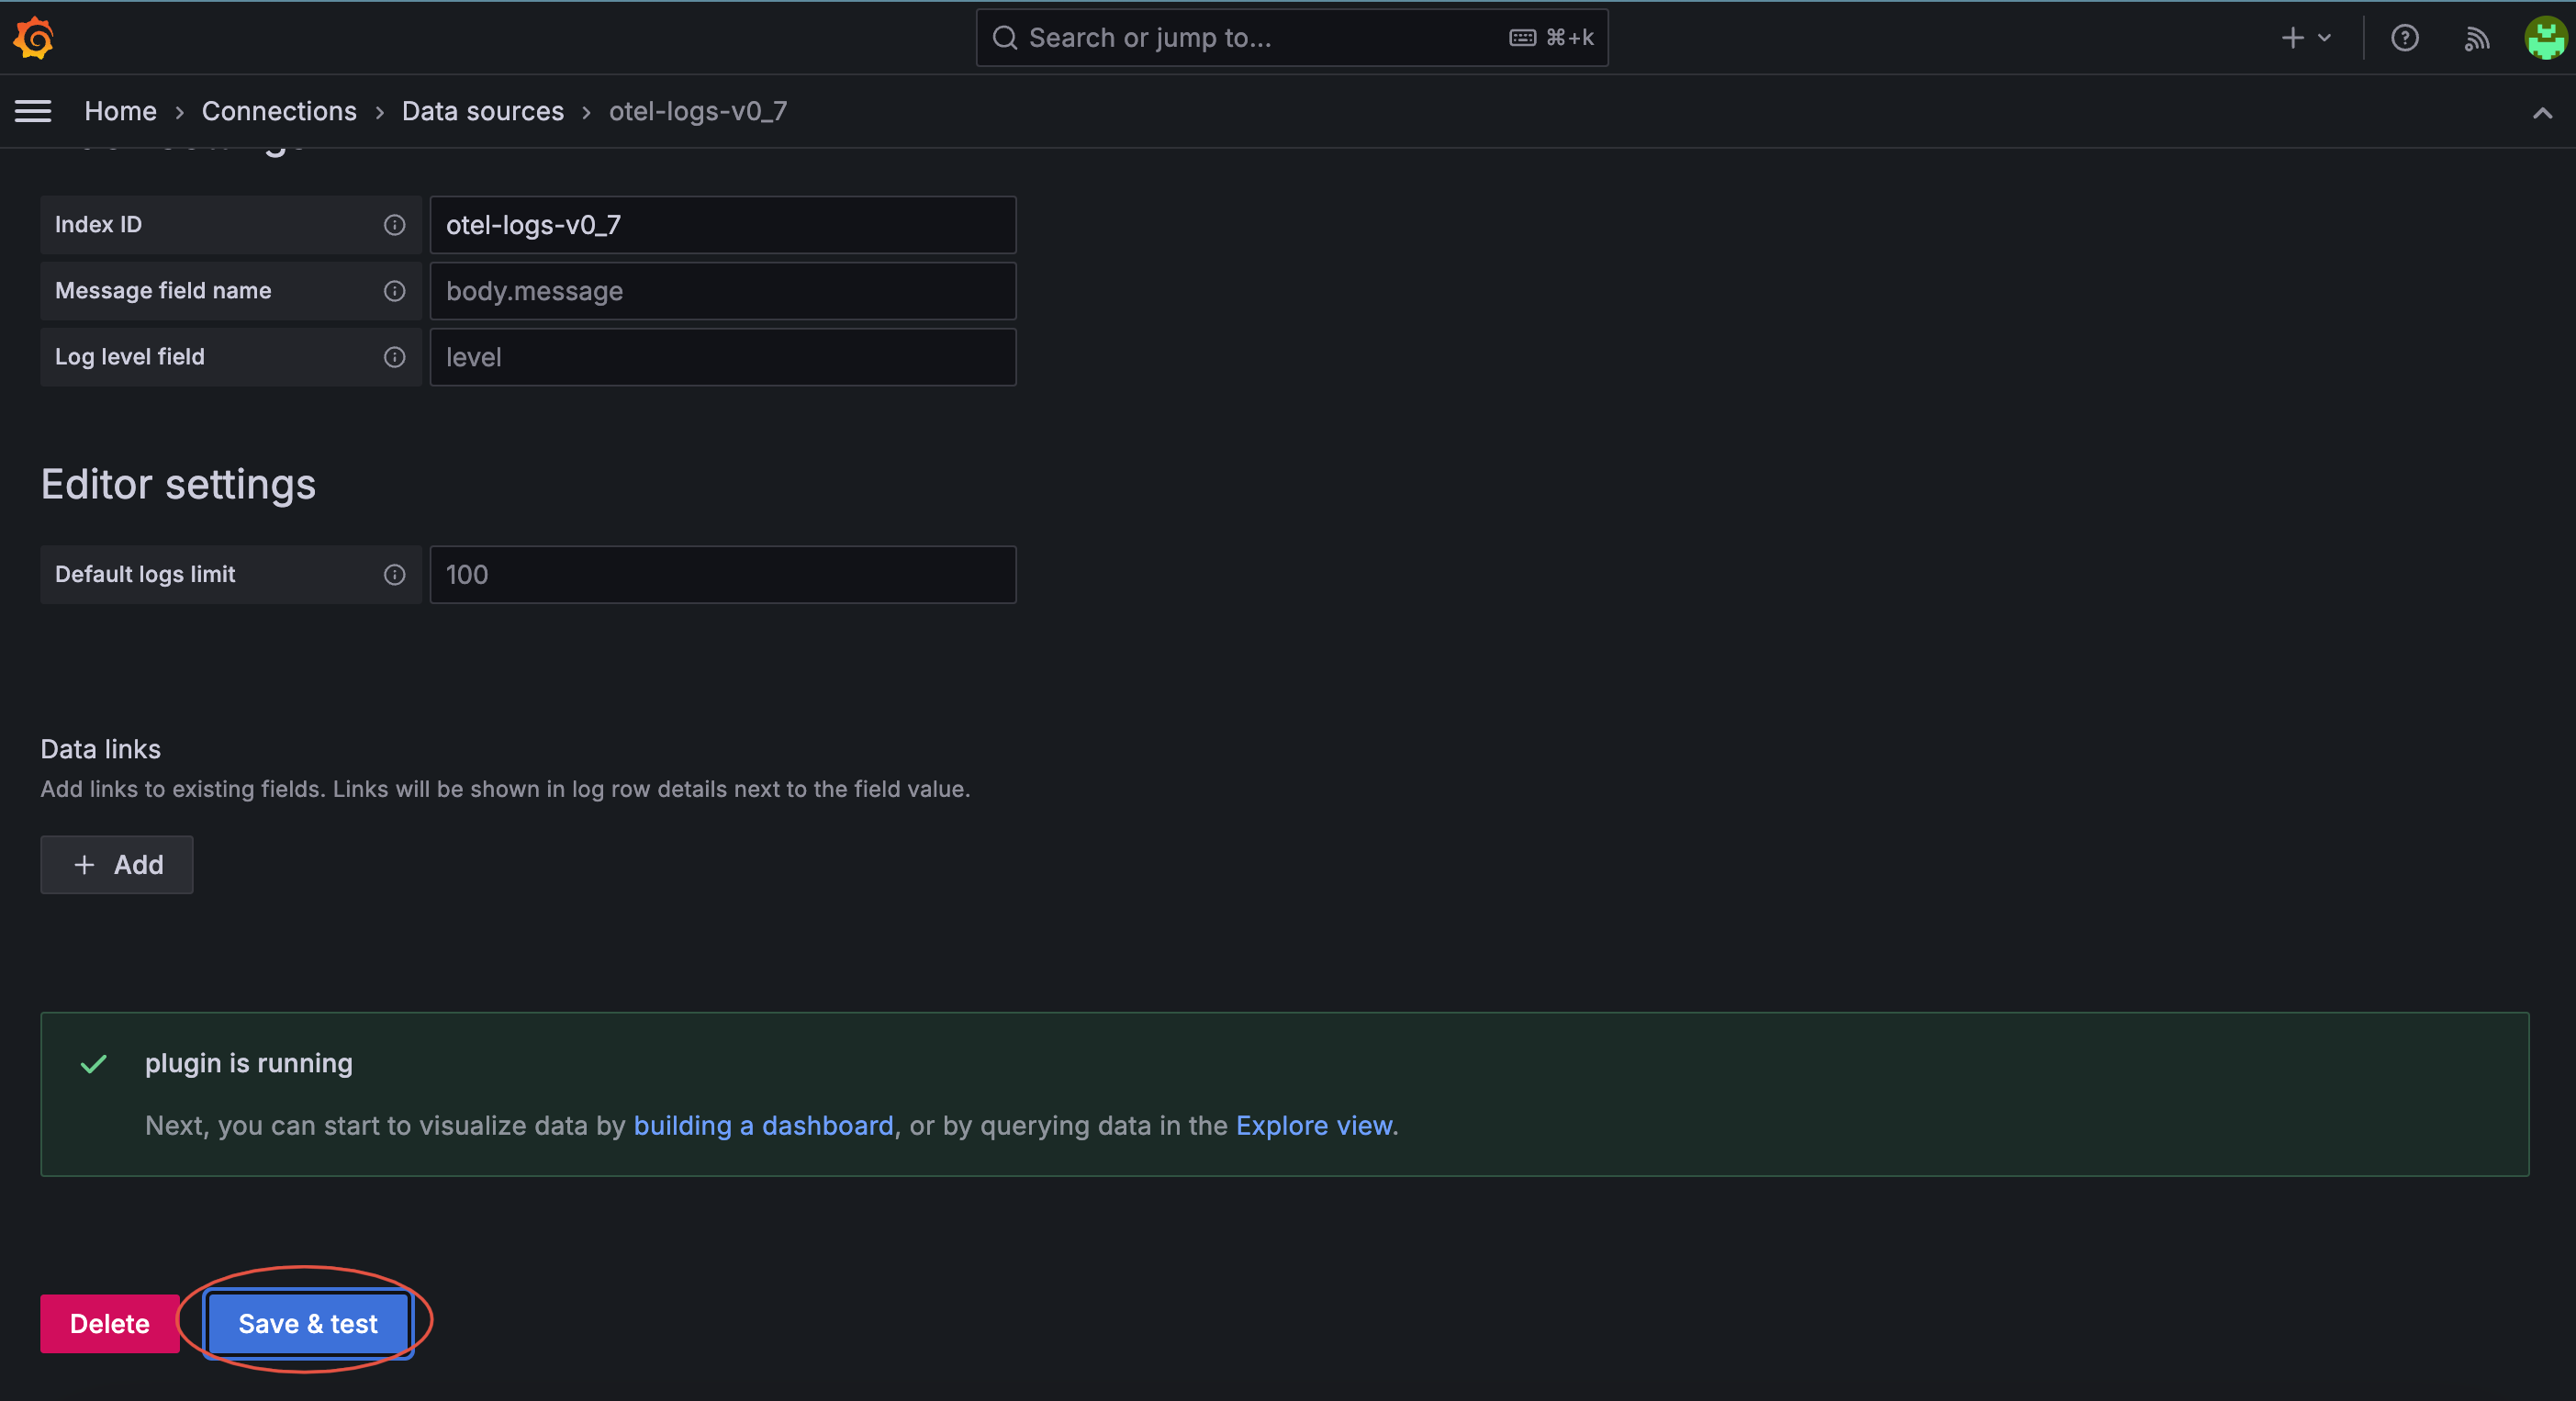 Search or jump to...
⌘+k
Home › Connections › Data sources › otel-logs-v0_7
Index ID
otel-logs-v0_7
Message field name
body.message
Log level field
level
Editor settings
Default logs limit
100
Data links
Add links to existing fields. Links will be shown in log row details next to the field value.
+ Add
plugin is running
Next, you can start to visualize data by building a dashboard, or by querying data in the Explore view.
Delete
Save & test